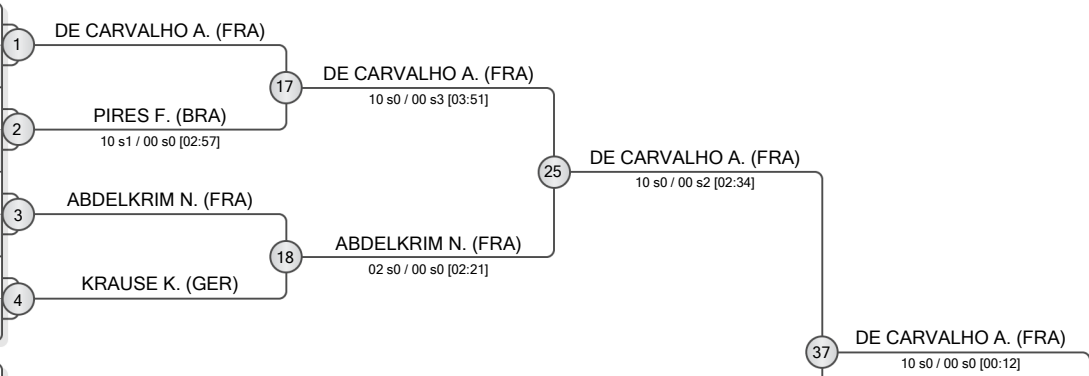 1
DE CARVALHO A. (FRA)
17
DE CARVALHO A. (FRA)
10 s0 / 00 s3 [03:51]
2
PIRES F. (BRA)
10 s1 / 00 s0 [02:57]
25
DE CARVALHO A. (FRA)
10 s0 / 00 s2 [02:34]
3
ABDELKRIM N. (FRA)
18
ABDELKRIM N. (FRA)
02 s0 / 00 s0 [02:21]
4
KRAUSE K. (GER)
37
DE CARVALHO A. (FRA)
10 s0 / 00 s0 [00:12]